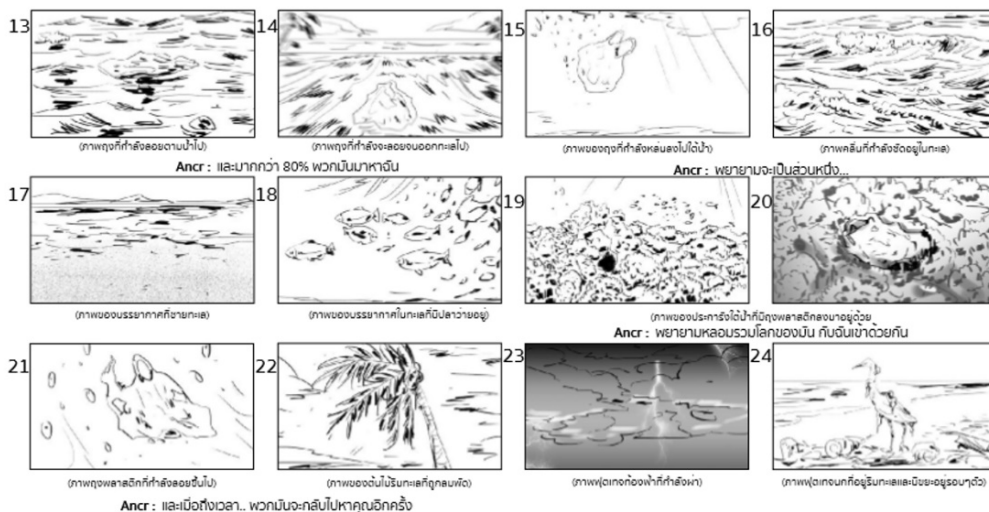 13
14
15
16
(ภาพถุงที่กำลังลอยตามน้ำไป)
(ภาพถุงที่กำลังจะลอยจนออกทะเลไป)
(ภาพของถุงที่กำลังหล่นลงไปใต้น้ำ)
(ภาพคลื่นที่กำลังซัดอยู่ในทะเล)
Ancr : และมากกว่า 80% พวกมันมาหาฉัน
Ancr : พยายามจะเป็นส่วนหนึ่ง...
17
18
19
20
(ภาพของบรรยากาศที่ชายทะเล)
(ภาพของบรรยากาศในทะเลที่มีปลาว่ายอยู่)
(ภาพของปะการังใต้น้ำที่มีถุงพลาสติกลงมาอยู่ด้วย
Ancr : พยายามหลอมรวมโลกของมัน กับฉันเข้าด้วยกัน
21
22
23
24
(ภาพถุงพลาสติกที่กำลังลอยขึ้นไป)
(ภาพของต้นไม้ริมทะเลที่ถูกลมพัด)
(ภาพฟุตเทจท้องฟ้าที่กำลังผ่า)
(ภาพฟุตเทจนกที่อยู่ริมทะเลและมีขยะอยู่รอบๆตัว)
Ancr : และเมื่อถึงเวลา.. พวกมันจะกลับไปหาคุณอีกครั้ง